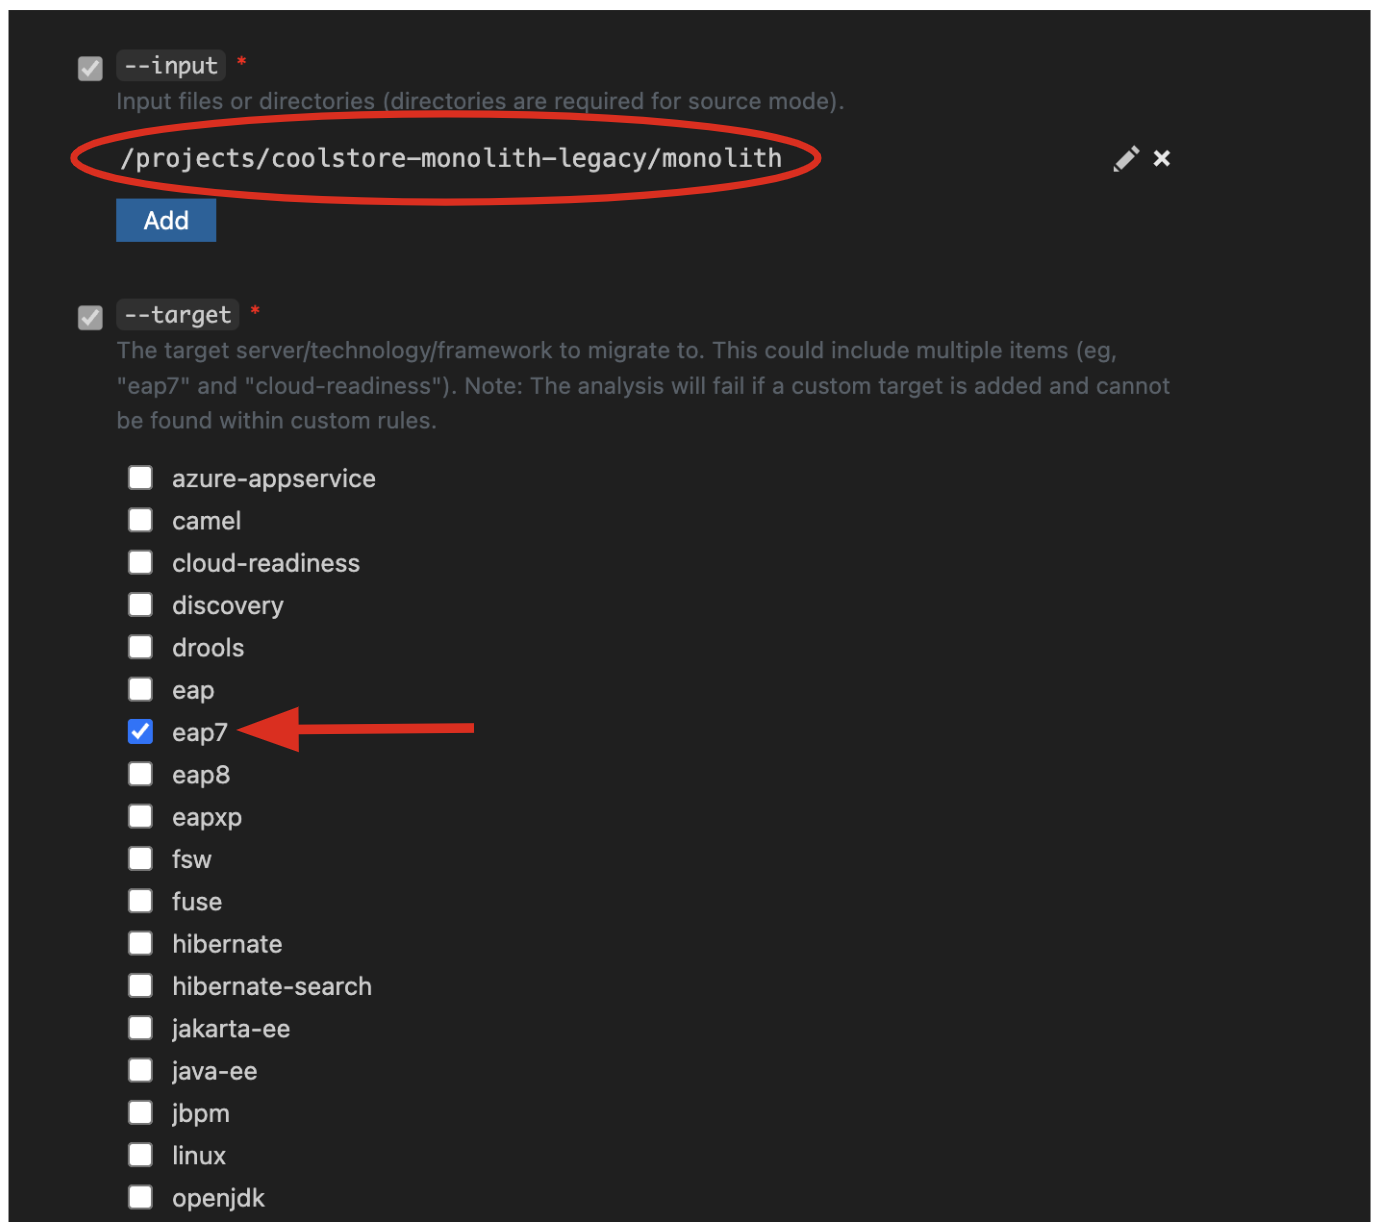 --input *
Input files or directories (directories are required for source mode).
/projects/coolstore-monolith-legacy/monolith
Add
--target *
The target server/technology/framework to migrate to. This could include multiple items (eg,
"eap7" and "cloud-readiness"). Note: The analysis will fail if a custom target is added and cannot
be found within custom rules.
azure-appservice
camel
cloud-readiness
discovery
drools
eap
eap7
eap8
eapxp
fsw
fuse
hibernate
hibernate-search
jakarta-ee
java-ee
jbpm
linux
openjdk